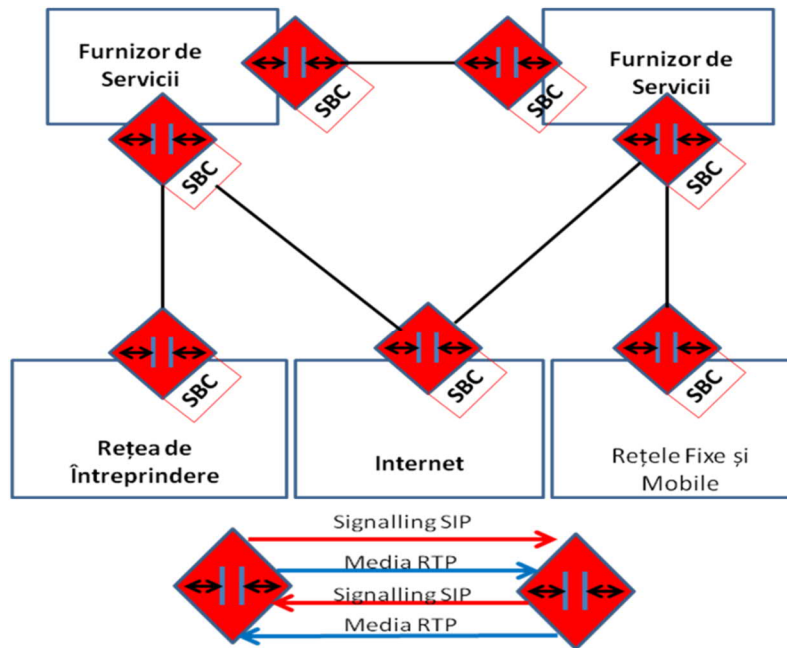 Furnizor de
Servicii
SBC
SBC
Furnizor de
Servicii
SBC
SBC
SBC
Rețea de
Întreprindere
SBC
Internet
SBC
Rețele Fixe și
Mobile
Signalling SIP
Media RTP
Signalling SIP
Media RTP